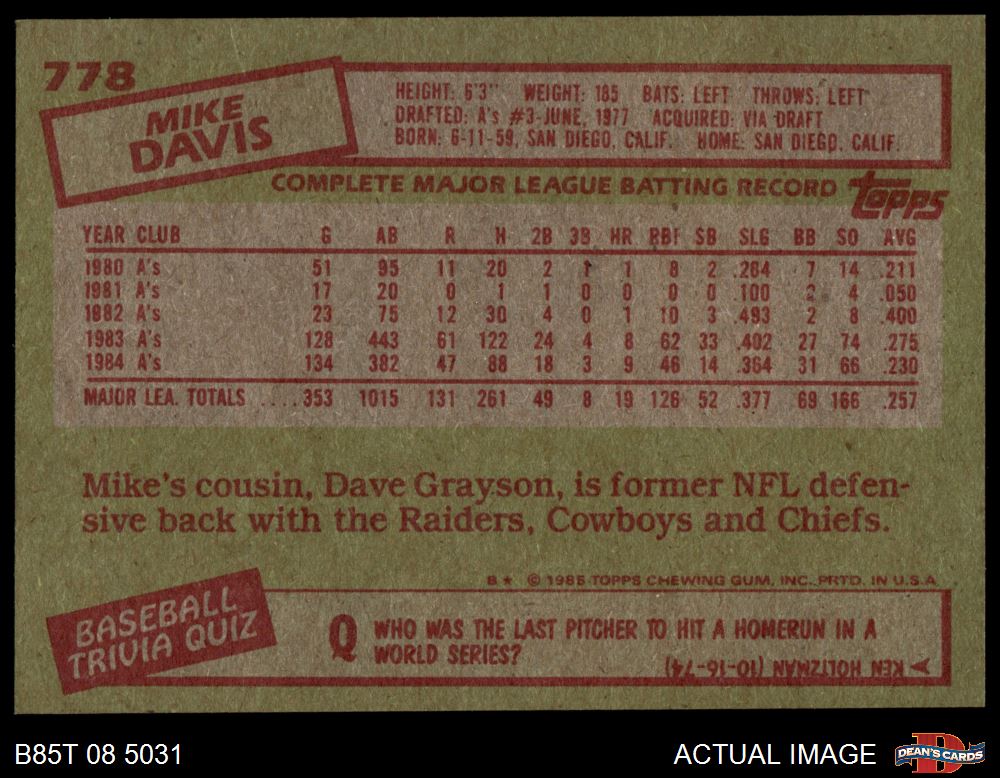 778
MIKE
DAVIS
HEIGHT: 6'3" WEIGHT: 185 BATS: LEFT THROWS: LEFT
DRAFTED: A's #3-JUNE, 1977 ACQUIRED: VIA DRAFT
BORN: 6-11-59, SAN DIEGO, CALIF. HOME: SAN DIEGO, CALIF.
COMPLETE MAJOR LEAGUE BATTING RECORD topps
YEAR CLUB G AB R H 2B 3B HR RBI SB SLG BB SO AVG
1980 A's 51 95 11 20 2 1 1 8 2 .284 7 14 .211
1981 A's 17 20 0 1 1 0 0 0 0 .100 2 4 .050
1982 A's 23 75 12 30 4 0 1 10 3 .493 2 8 .400
1983 A's 128 443 61 122 24 4 8 62 33 .402 27 74 .275
1984 A's 134 382 47 88 18 3 9 46 14 .364 31 66 .230
MAJOR LEA. TOTALS .... 353 1015 131 261 49 8 19 126 52 .377 69 166 .257
Mike's cousin, Dave Grayson, is former NFL defen-
sive back with the Raiders, Cowboys and Chiefs.
B★ © 1985 TOPPS CHEWING GUM, INC. PRTD. IN U.S.A.
BASEBALL
TRIVIA QUIZ
Q WHO WAS THE LAST PITCHER TO HIT A HOMERUN IN A
WORLD SERIES?
A KEN HOLTZMAN (10-16-74)
B85T 08 5031
ACTUAL IMAGE
D
DEAN'S CARDS